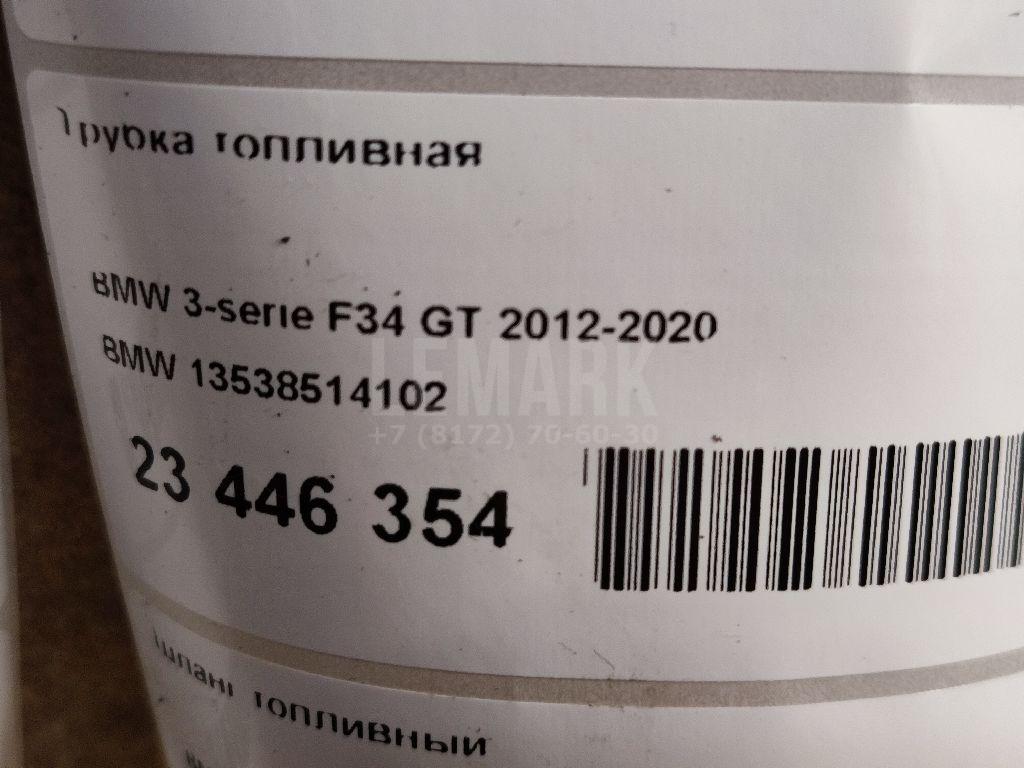 Трубка топливная
BMW 3-serie F34 GT 2012-2020
BMW 13538514102
LEMARK
+7 (8172) 70-60-30
23 446 354
Шланг топливный